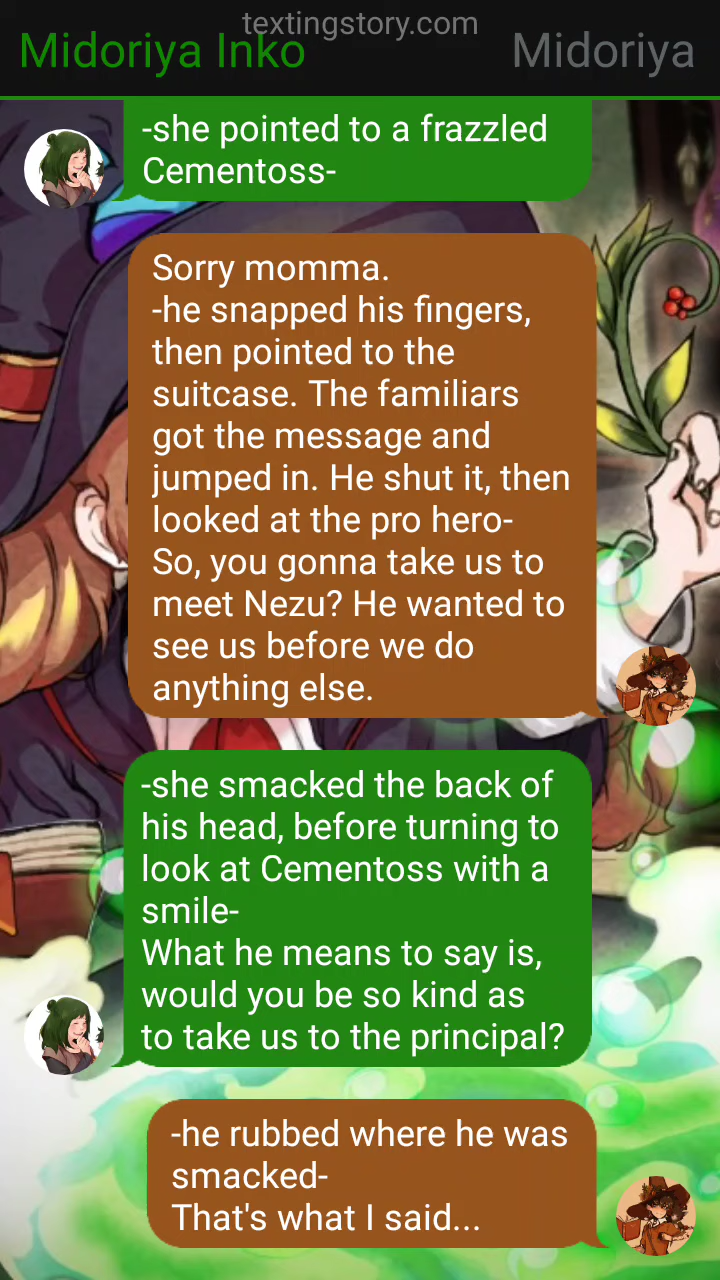 textingstory.com
Midoriya Inko
Midoriya
-she pointed to a frazzled
Cementoss-
Sorry momma.
-he snapped his fingers,
then pointed to the
suitcase. The familiars
got the message and
jumped in. He shut it, then
looked at the pro hero-
So, you gonna take us to
meet Nezu? He wanted to
see us before we do
anything else.
-she smacked the back of
his head, before turning to
look at Cementoss with a
smile-
What he means to say is,
would you be so kind as
to take us to the principal?
-he rubbed where he was
smacked-
That's what I said...